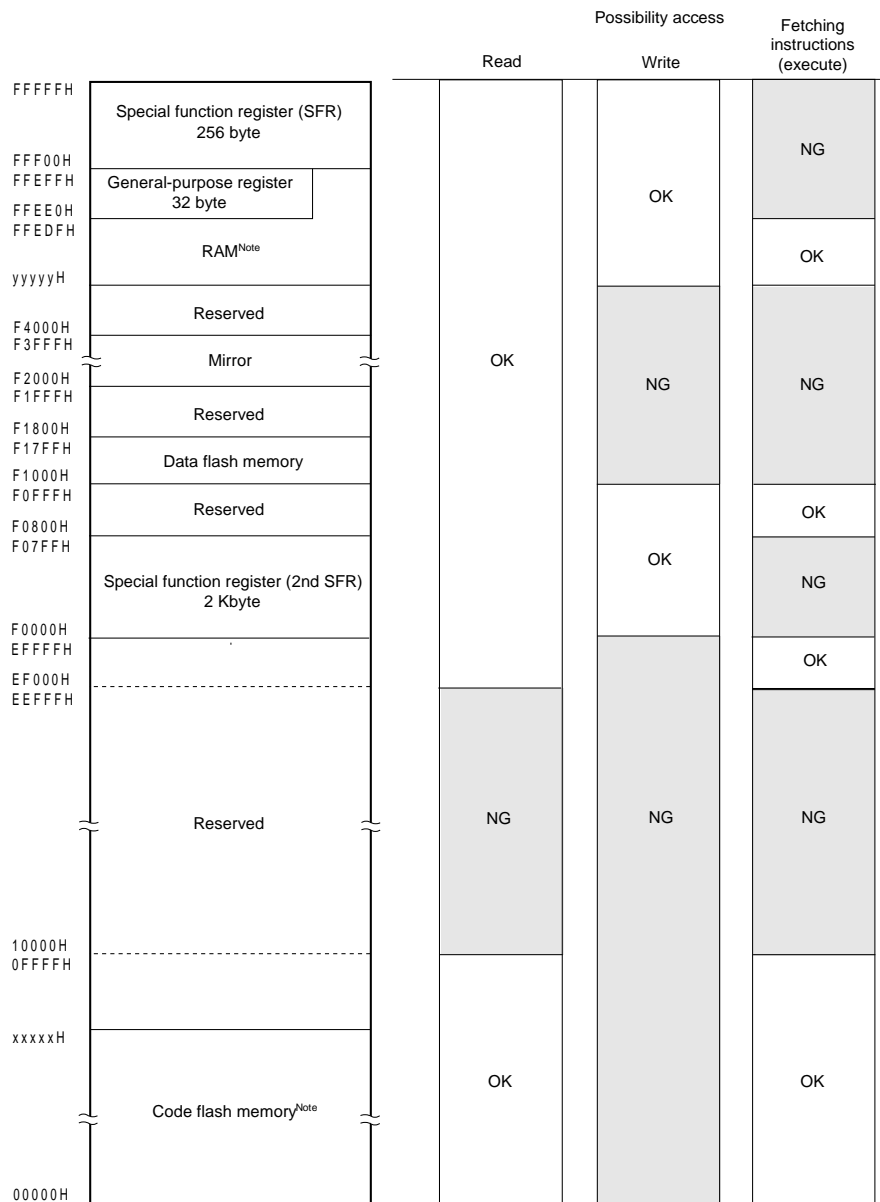 Possibility access
Read
Write
Fetching
instructions
(execute)
FFFFFH
Special function register (SFR)
256 byte
NG
FFF00H
FFEFFH
General-purpose register
32 byte
OK
FFEE0H
FFEDFH
RAMNote
OK
yyyyyH
Reserved
F4000H
F3FFFH
Mirror
OK
NG
NG
F2000H
F1FFFH
Reserved
F1800H
F17FFH
Data flash memory
F1000H
F0FFFH
Reserved
OK
F0800H
F07FFH
OK
Special function register (2nd SFR)
2 Kbyte
NG
F0000H
EFFFFH
OK
EF000H
EEFFFH
Reserved
NG
NG
NG
10000H
0FFFFH
xxxxxH
OK
OK
Code flash memoryNote
00000H